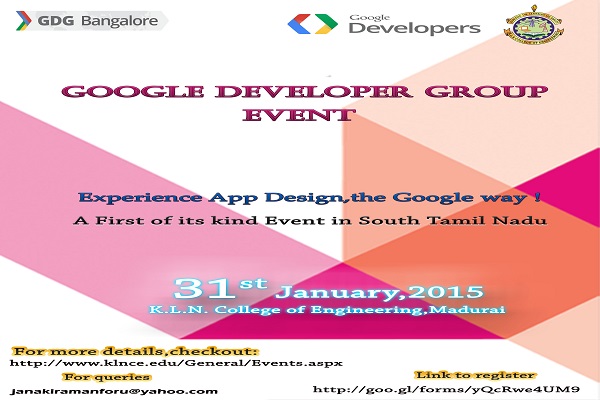 GDG Bangalore
Google
Developers
GOOGLE DEVELOPER GROUP
EVENT
Experience App Design,the Google way !
A First of its kind Event in South Tamil Nadu
31st January,2015
K.L.N. College of Engineering,Madurai
For more details,checkout:
http://www.klnce.edu/General/Events.aspx
For queries
janakiramanforu@yahoo.com
Link to register
http://goo.gl/forms/yQcRwe4UM9